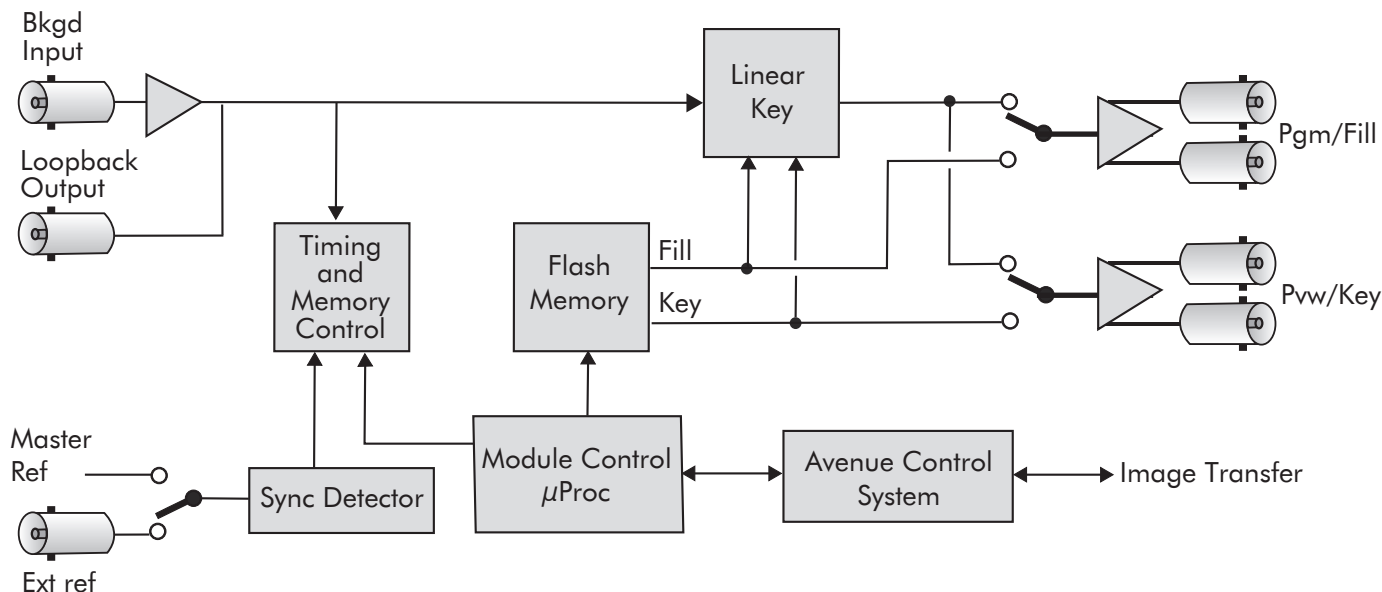 Bkgd
Input
Loopback
Output
Linear
Key
Pgm/Fill
Timing
and
Memory
Control
Flash
Memory
Fill
Key
Pvw/Key
Master
Ref
Ext ref
Sync Detector
Module Control
µProc
Avenue Control
System
Image Transfer